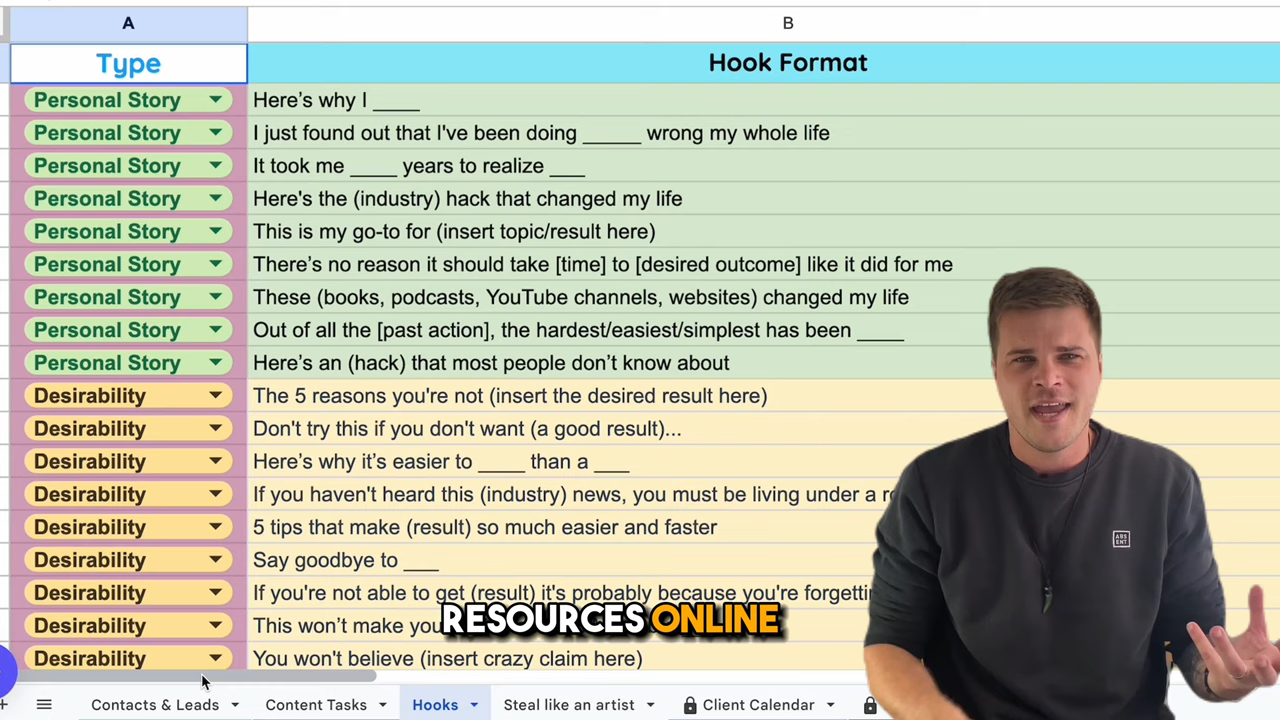 A
B
Type
Hook Format
Personal Story
Here’s why I ____
Personal Story
I just found out that I've been doing _____ wrong my whole life
Personal Story
It took me ____ years to realize ___
Personal Story
Here's the (industry) hack that changed my life
Personal Story
This is my go-to for (insert topic/result here)
Personal Story
There’s no reason it should take [time] to [desired outcome] like it did for me
Personal Story
These (books, podcasts, YouTube channels, websites) changed my life
Personal Story
Out of all the [past action], the hardest/easiest/simplest has been ____
Personal Story
Here’s an (hack) that most people don’t know about
Desirability
The 5 reasons you're not (insert the desired result here)
Desirability
Don't try this if you don't want (a good result)...
Desirability
Here’s why it’s easier to ____ than a ___
Desirability
If you haven't heard this (industry) news, you must be living under a
Desirability
5 tips that make (result) so much easier and faster
Desirability
Say goodbye to ___
Desirability
If you're not able to get (result) it's probably because you're
Desirability
This won’t make
Desirability
You won't believe (insert crazy claim here)
RESOURCES ONLINE
ABS
ENT
Contacts & Leads
Content Tasks
Hooks
Steal like an artist
Client Calendar